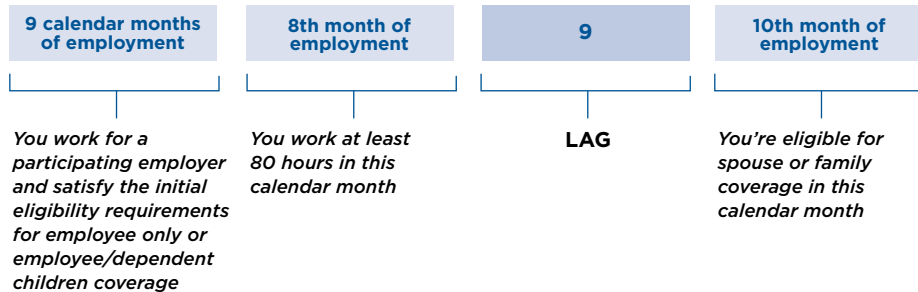 9 calendar months
of employment
8th month of
employment
9
10th month of
employment
You work for a
participating employer
and satisfy the initial
eligibility requirements
for employee only or
employee/dependent
children coverage
You work at least
80 hours in this
calendar month
LAG
You’re eligible for
spouse or family
coverage in this
calendar month